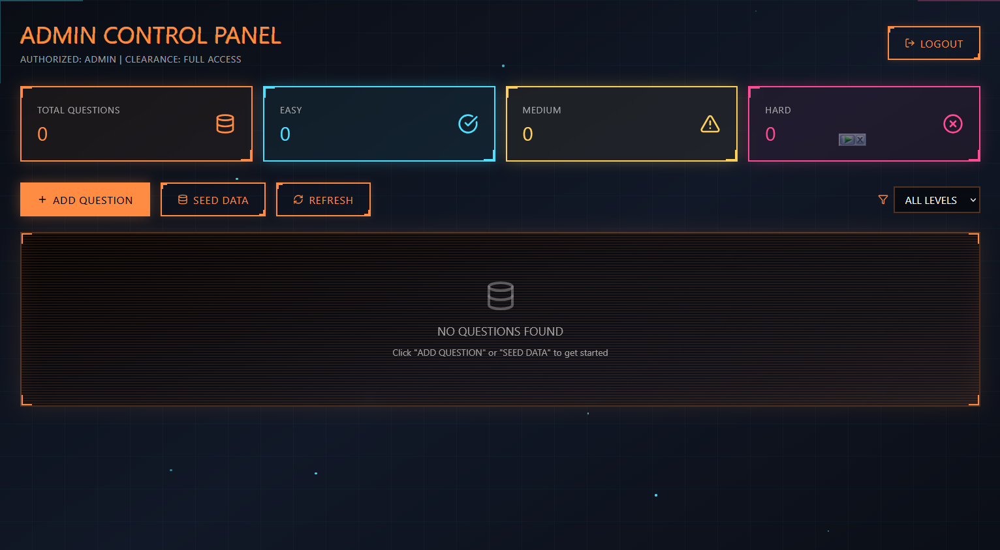 ADMIN CONTROL PANEL
AUTHORIZED: ADMIN | CLEARANCE: FULL ACCESS
LOGOUT
TOTAL QUESTIONS
0
EASY
0
MEDIUM
0
HARD
0
ADD QUESTION
SEED DATA
REFRESH
ALL LEVELS
NO QUESTIONS FOUND
Click "ADD QUESTION" or "SEED DATA" to get started